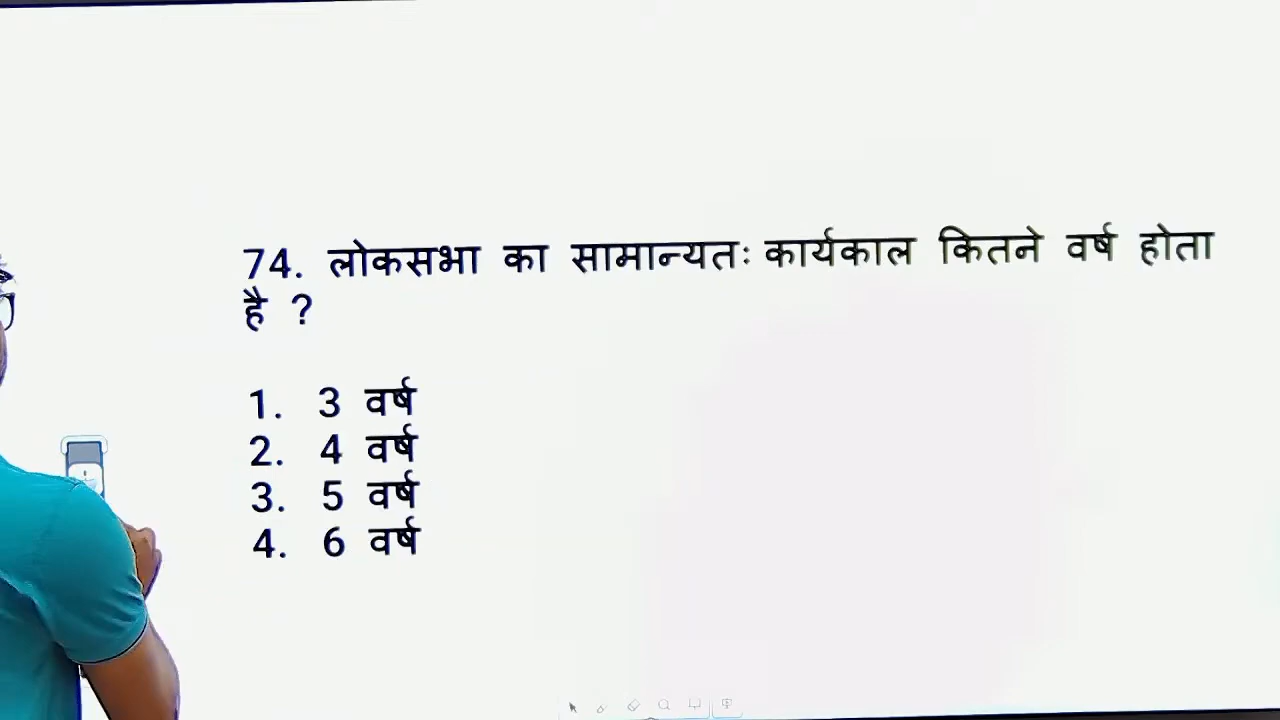 74. लोकसभा का सामान्यतः कार्यकाल कितने वर्ष होता
है ?
1. 3 वर्ष
2. 4 वर्ष
3. 5 वर्ष
4. 6 वर्ष